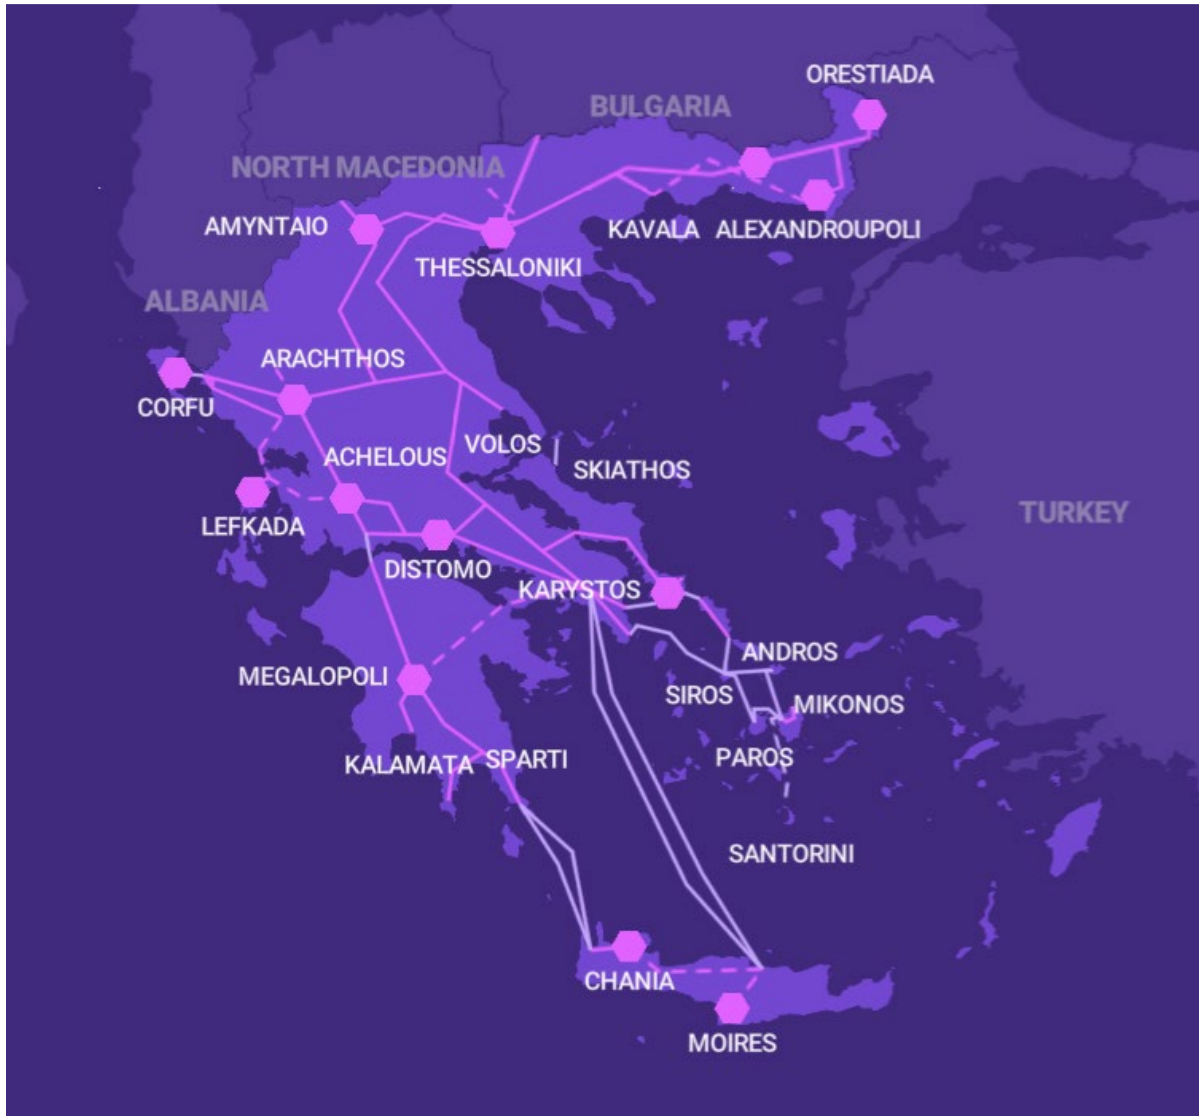 ORESTIADA
BULGARIA
NORTH MACEDONIA
AMYNTAIO
KAVALA
ALEXANDROUPOLI
THESSALONIKI
ALBANIA
ARACHTHOS
CORFU
VOLOS
ACHELOUS
SKIATHOS
TURKEY
LEFKADA
DISTOMO
KARYSTOS
ANDROS
MEGALOPOLI
SIROS
MIKONOS
PAROS
KALAMATA
SPARTI
SANTORINI
CHANIA
MOIRES